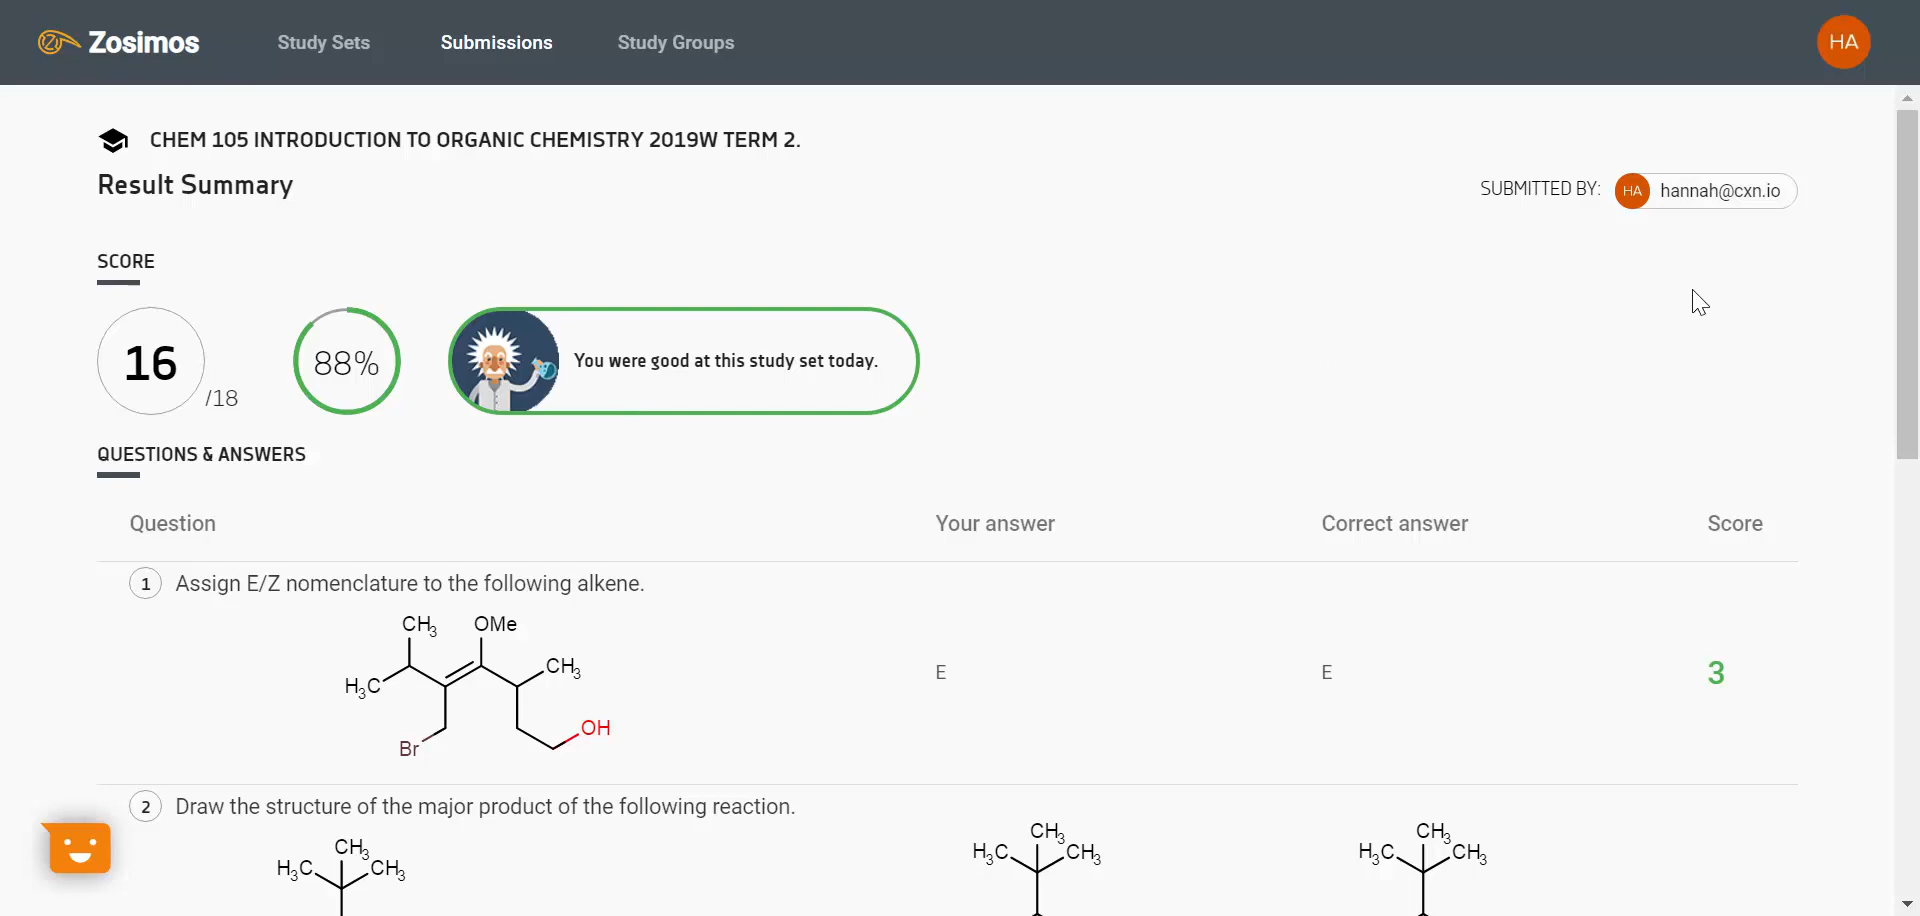 Zosimos
Study Sets
Submissions
Study Groups
HA
CHEM 105 INTRODUCTION TO ORGANIC CHEMISTRY 2019W TERM 2.
Result Summary
SUBMITTED BY:
HA
hannah@cxn.io
SCORE
16
/18
88%
You were good at this study set today.
QUESTIONS & ANSWERS
Question
Your answer
Correct answer
Score
1
Assign E/Z nomenclature to the following alkene.
CH3
OMe
CH3
H3C
OH
Br
E
E
3
2
Draw the structure of the major product of the following reaction.
CH3
H3C
CH3
CH3
H3C
CH3
CH3
H3C
CH3